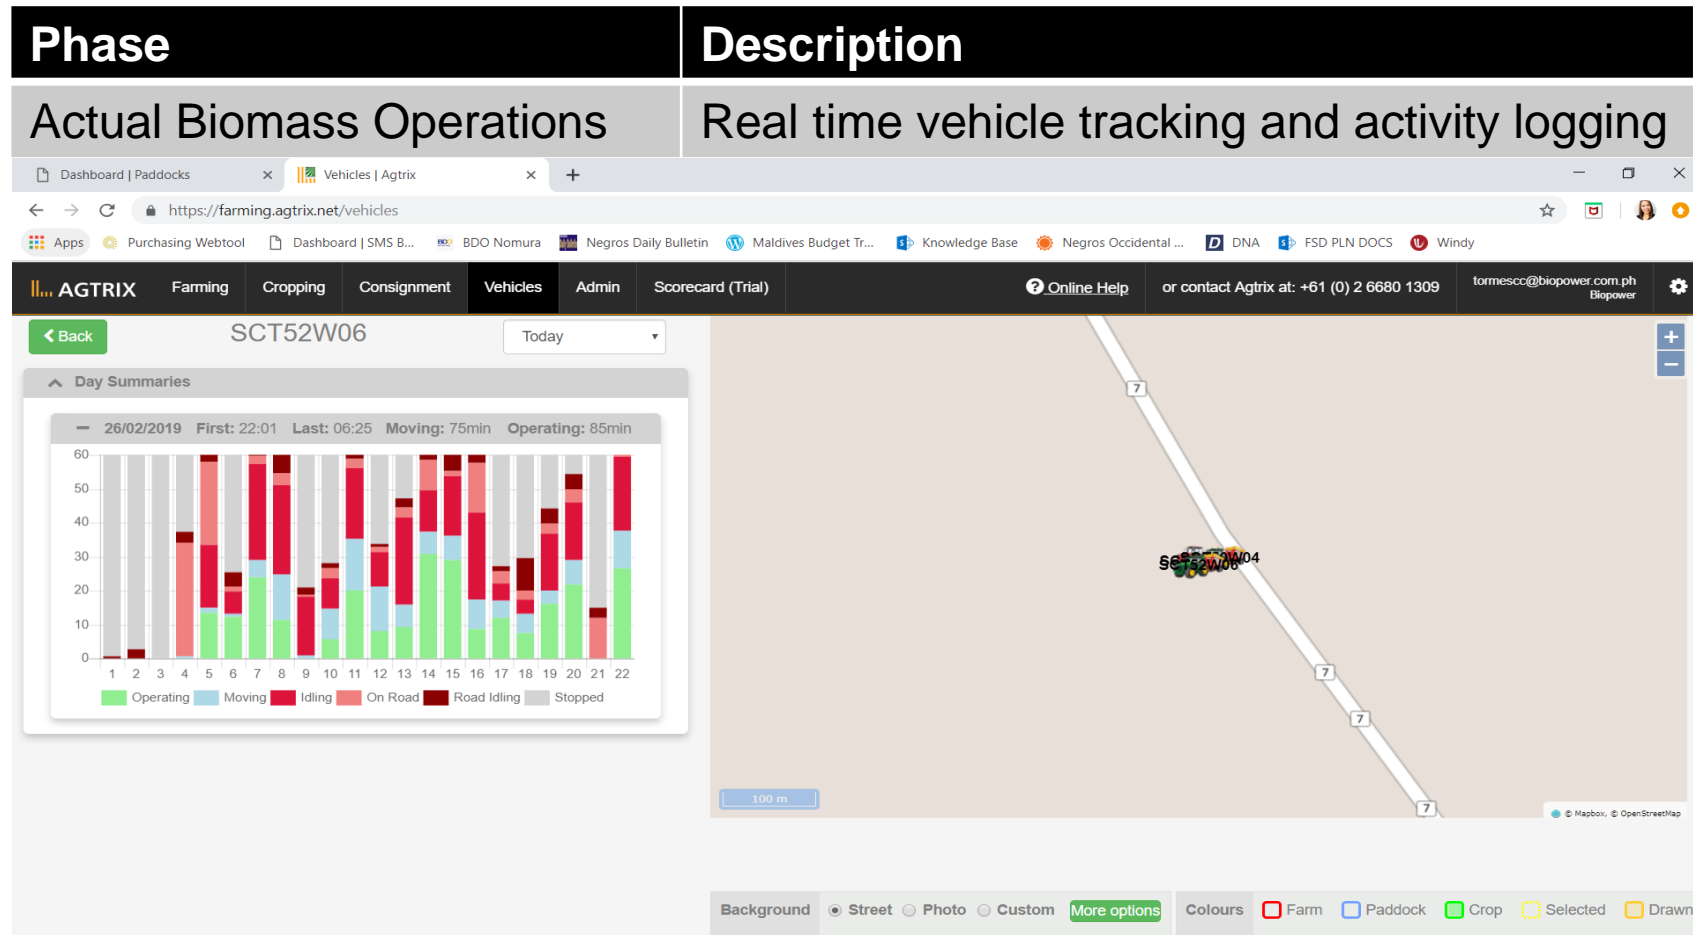 Phase Description
Actual Biomass Operations Real time vehicle tracking and activity logging
Dashboard | Paddocks Vehicles | Agtrix
https://farming.agtrix.net/vehicles
Apps Purchasing Webtool Dashboard | SMS B... BDO Nomura Negros Daily Bulletin Maldives Budget Tr... Knowledge Base Negros Occidental ... DNA FSD PLN DOCS Windy
AGTRIX Farming Cropping Consignment Vehicles Admin Scorecard (Trial) Online Help or contact Agtrix at: +61 (0) 2 6680 1309 tormescc@biopower.com.ph
Biopower
Back SCT52W06 Today
Day Summaries
26/02/2019 First: 22:01 Last: 06:25 Moving: 75min Operating: 85min
60
50
40
30
20
10
0
1 2 3 4 5 6 7 8 9 10 11 12 13 14 15 16 17 18 19 20 21 22
Operating Moving Idling On Road Road Idling Stopped
7
SCT52W06
7
7
7
100 m
© Mapbox, © OpenStreetMap
Background Street Photo Custom More options Colours Farm Paddock Crop Selected Drawn